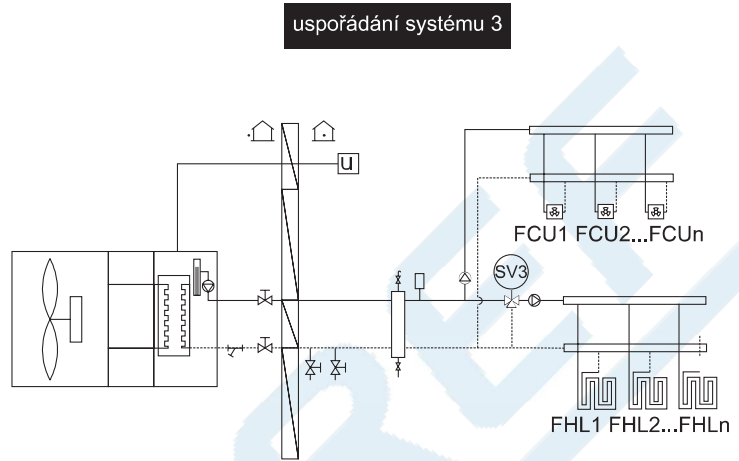 uspořádání systému 3
u
FCU1 FCU2...FCUn
SV3
FHL1 FHL2...FHLn